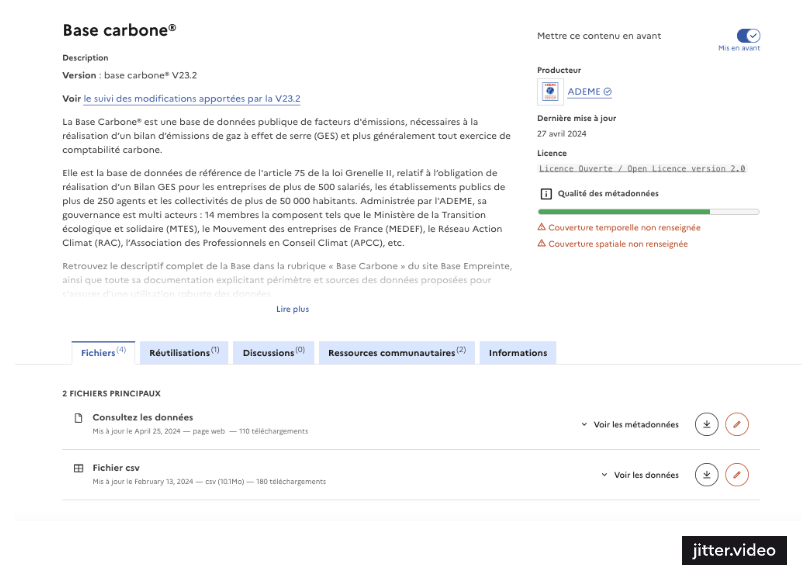 Base carbone®
Description
Version : base carbone® V23.2
Voir le suivi des modifications apportées par la V23.2
La Base Carbone® est une base de données publique de facteurs d'émissions, nécessaires à la
réalisation d'un bilan d'émissions de gaz à effet de serre (GES) et plus généralement tout exercice de
comptabilité carbone.
Elle est la base de données de référence de l'article 75 de la loi Grenelle II, relatif à l'obligation de
réalisation d'un Bilan GES pour les entreprises de plus de 500 salariés, les établissements publics de
plus de 250 agents et les collectivités de plus de 50 000 habitants. Administrée par l'ADEME, sa
gouvernance est multi acteurs : 14 membres la composent tels que le Ministère de la Transition
écologique et solidaire (MTES), le Mouvement des entreprises de France (MEDEF), le Réseau Action
Climat (RAC), l'Association des Professionnels en Conseil Climat (APCC), etc.
Retrouvez le descriptif complet de la Base dans la rubrique « Base Carbone » du site Base Empreinte,
ainsi que toute sa documentation explicitant périmètre et sources des données proposées pour
s'assurer d'une utilisation robuste des données.
Lire plus
Mettre ce contenu en avant
Mis en avant
Producteur
ADEME
Dernière mise à jour
27 avril 2024
Licence
Licence Ouverte / Open Licence version 2.0
Qualité des métadonnées
Couverture temporelle non renseignée
Couverture spatiale non renseignée
Fichiers (4)
Réutilisations (1)
Discussions (0)
Ressources communautaires (2)
Informations
2 FICHIERS PRINCIPAUX
Consultez les données
Mis à jour le April 25, 2024 — page web — 110 téléchargements
Voir les métadonnées
Fichier csv
Mis à jour le February 13, 2024 — csv (10.1Mo) — 180 téléchargements
Voir les données
jitter.video